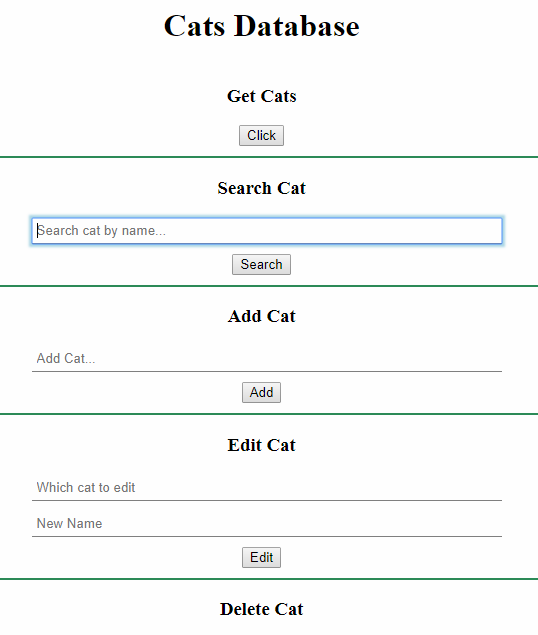 Cats Database
Get Cats
Click
Search Cat
Search cat by name...
Search
Add Cat
Add Cat...
Add
Edit Cat
Which cat to edit
New Name
Edit
Delete Cat